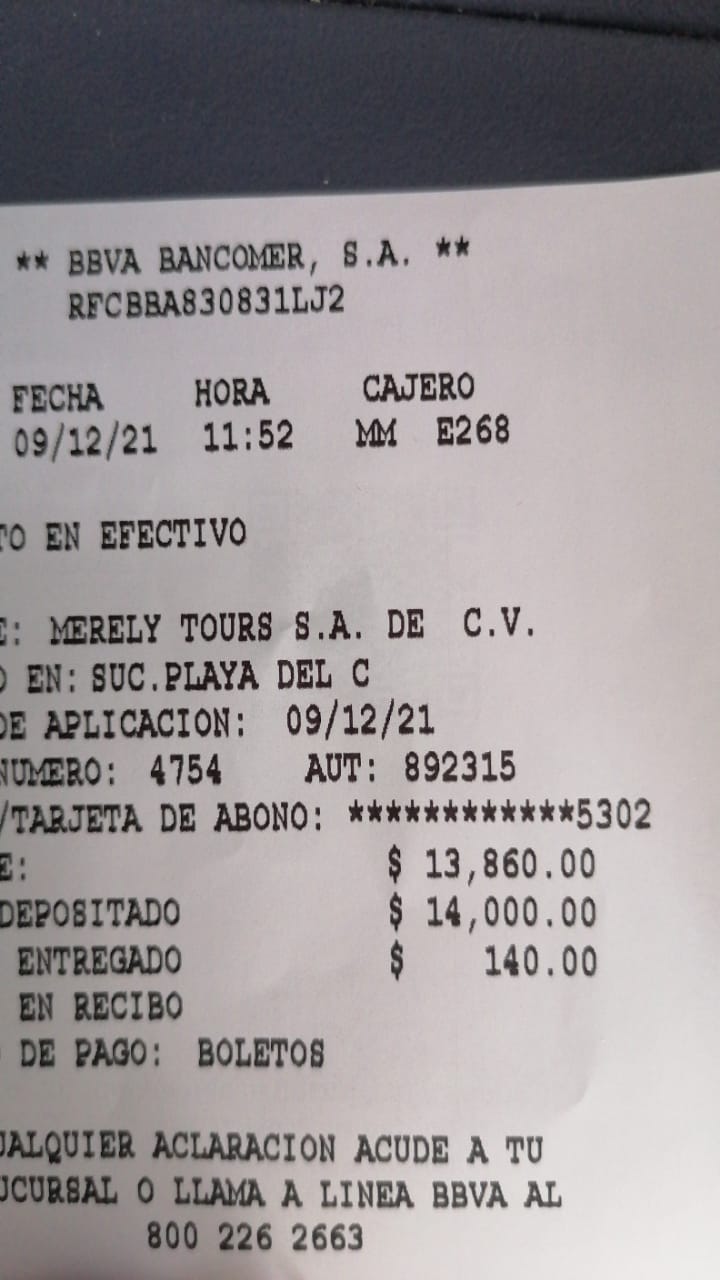 ** BBVA BANCOMER, S.A. **
RFCBBA830831LJ2
FECHA HORA CAJERO
09/12/21 11:52 MM E268
TO EN EFECTIVO
E: MERELY TOURS S.A. DE C.V.
O EN: SUC.PLAYA DEL C
DE APLICACION: 09/12/21
NUMERO: 4754 AUT: 892315
/TARJETA DE ABONO: ************5302
E: $ 13,860.00
DEPOSITADO $ 14,000.00
ENTREGADO $ 140.00
EN RECIBO
DE PAGO: BOLETOS
UALQUIER ACLARACION ACUDE A TU
UCURSAL O LLAMA A LINEA BBVA AL
800 226 2663